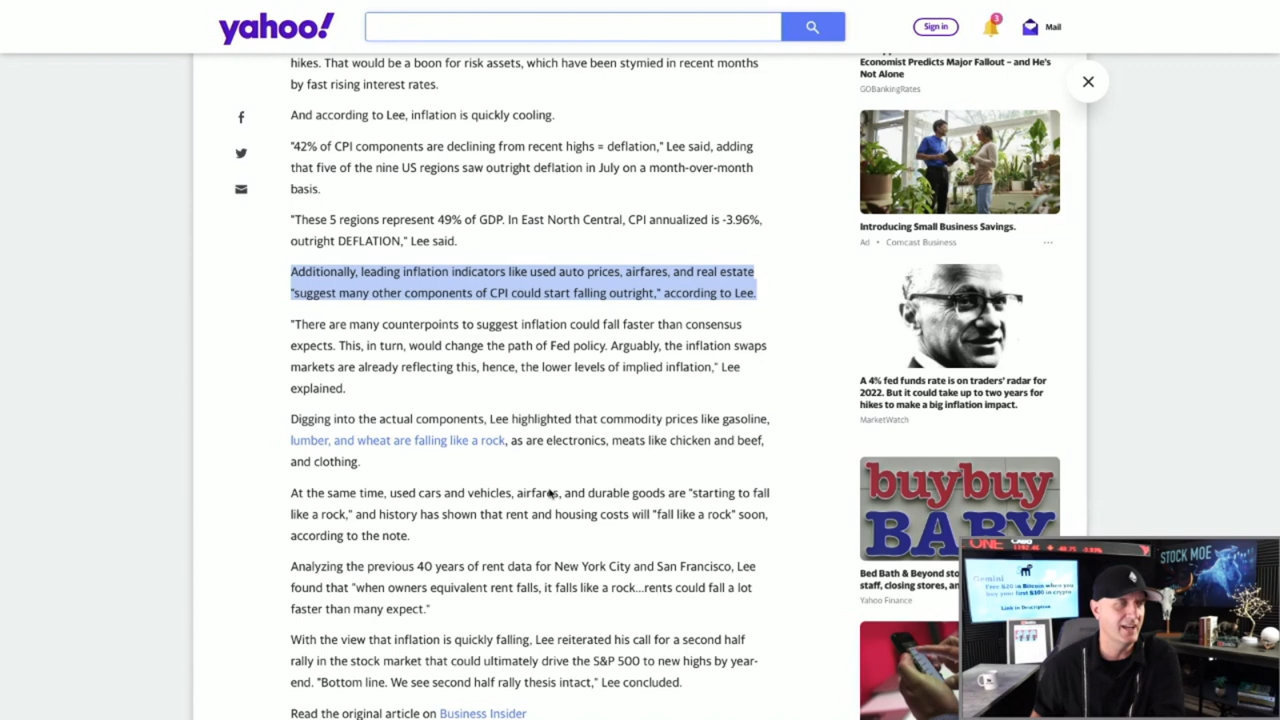 yahoo!
Sign in
3
Mail
hikes. That would be a boon for risk assets, which have been stymied in recent months
by fast rising interest rates.
And according to Lee, inflation is quickly cooling.
"42% of CPI components are declining from recent highs = deflation," Lee said, adding
that five of the nine US regions saw outright deflation in July on a month-over-month
basis.
"These 5 regions represent 49% of GDP. In East North Central, CPI annualized is -3.96%,
outright DEFLATION," Lee said.
Additionally, leading inflation indicators like used auto prices, airfares, and real estate
"suggest many other components of CPI could start falling outright," according to Lee.
"There are many counterpoints to suggest inflation could fall faster than consensus
expects. This, in turn, would change the path of Fed policy. Arguably, the inflation swaps
markets are already reflecting this, hence, the lower levels of implied inflation," Lee
explained.
Digging into the actual components, Lee highlighted that commodity prices like gasoline,
lumber, and wheat are falling like a rock, as are electronics, meats like chicken and beef,
and clothing.
At the same time, used cars and vehicles, airfares, and durable goods are "starting to fall
like a rock," and history has shown that rent and housing costs will "fall like a rock" soon,
according to the note.
Analyzing the previous 40 years of rent data for New York City and San Francisco, Lee
found that "when owners equivalent rent falls, it falls like a rock...rents could fall a lot
faster than many expect."
With the view that inflation is quickly falling, Lee reiterated his call for a second half
rally in the stock market that could ultimately drive the S&P 500 to new highs by year-
end. "Bottom line. We see second half rally thesis intact," Lee concluded.
Read the original article on Business Insider
Economist Predicts Major Fallout – and He's
Not Alone
GOBankingRates
Introducing Small Business Savings.
Ad • Comcast Business
A 4% fed funds rate is on traders' radar for
2022. But it could take up to two years for
hikes to make a big inflation impact.
MarketWatch
buybuy
BABY
Bed Bath & Beyond sto
staff, closing stores, an
Yahoo Finance
ONE
STOCK MOE
Gemini
Free $20 in Bitcoin when you
buy your first $100 in crypto
Link in Description